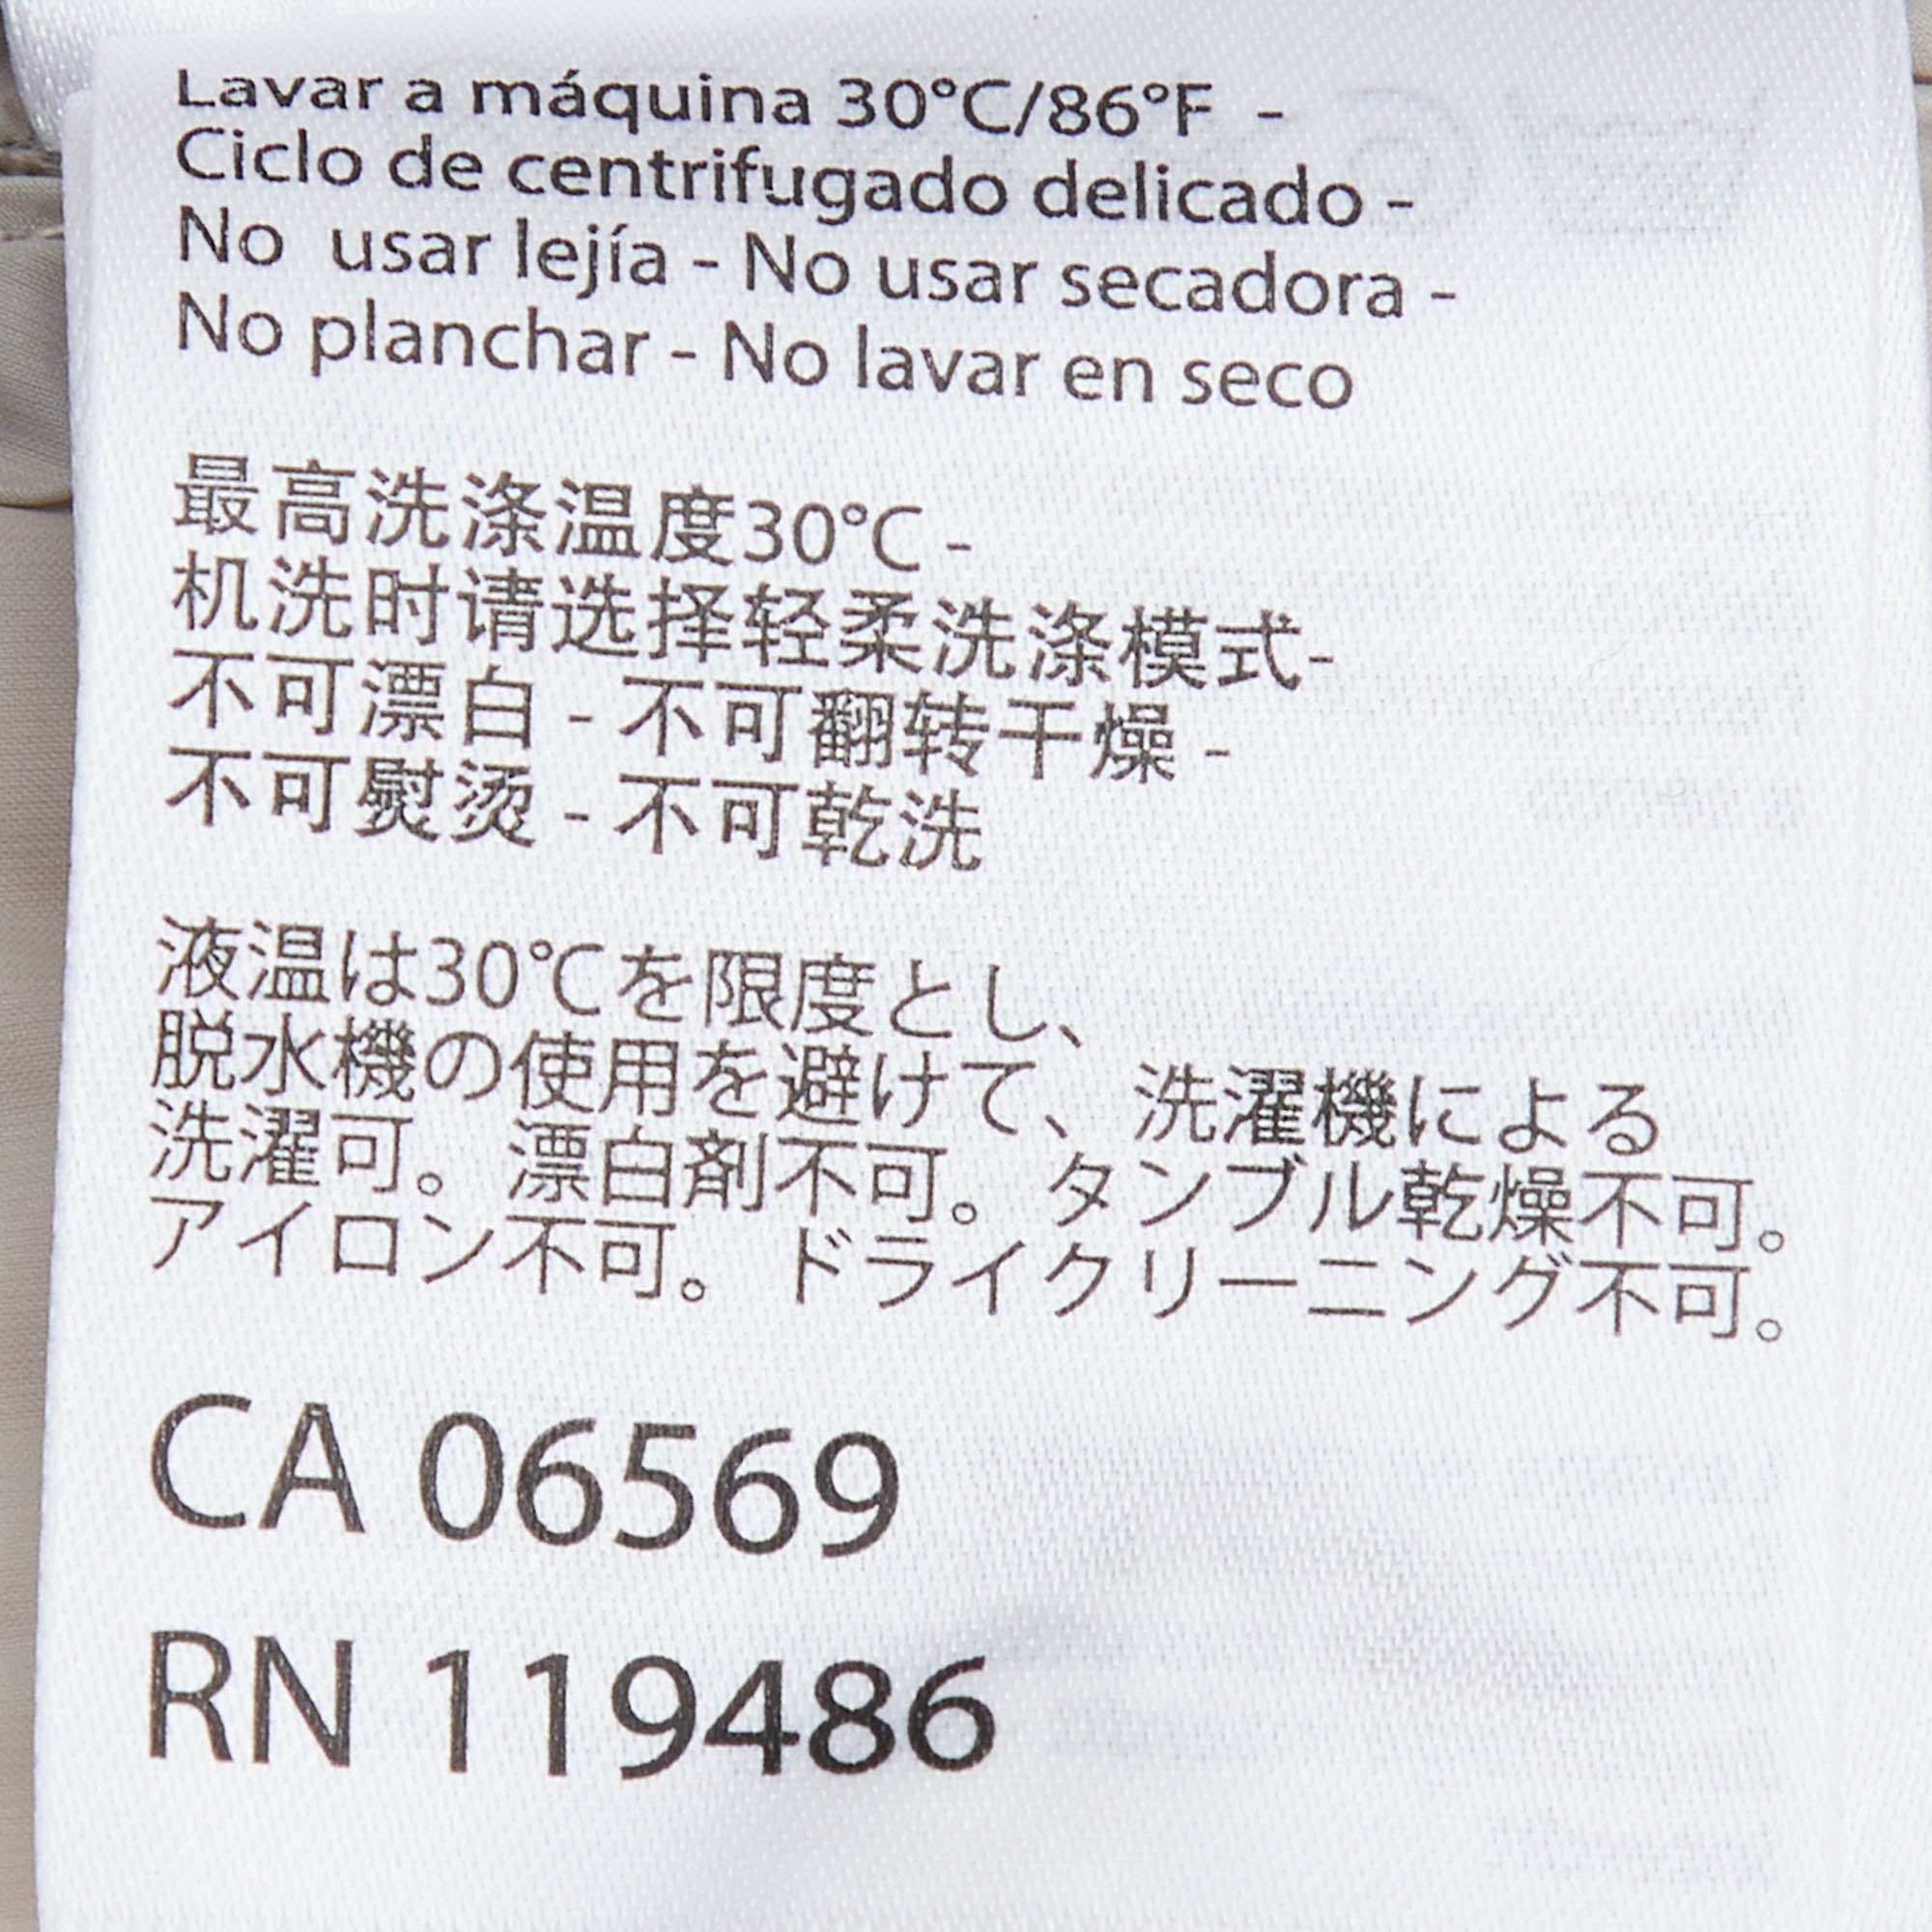 Lavar a máquina 30°C/86°F -
Ciclo de centrifugado delicado -
No usar lejía - No usar secadora -
No planchar - No lavar en seco
最高洗涤温度30℃ -
机洗时请选择轻柔洗涤模式-
不可漂白 - 不可翻转干燥 -
不可熨烫 - 不可乾洗
液温は30℃を限度とし、
脱水機の使用を避けて、洗濯機による
洗濯可。漂白剤不可。タンブル乾燥不可。
アイロン不可。ドライクリーニング不可。
CA 06569
RN 119486